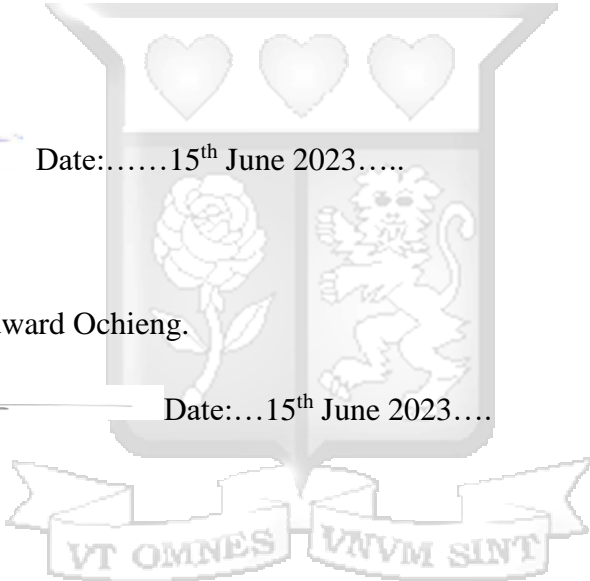 Date:……15th June 2023…..
ward Ochieng.
Date:…15th June 2023….
VT OMNES VNVM SINT